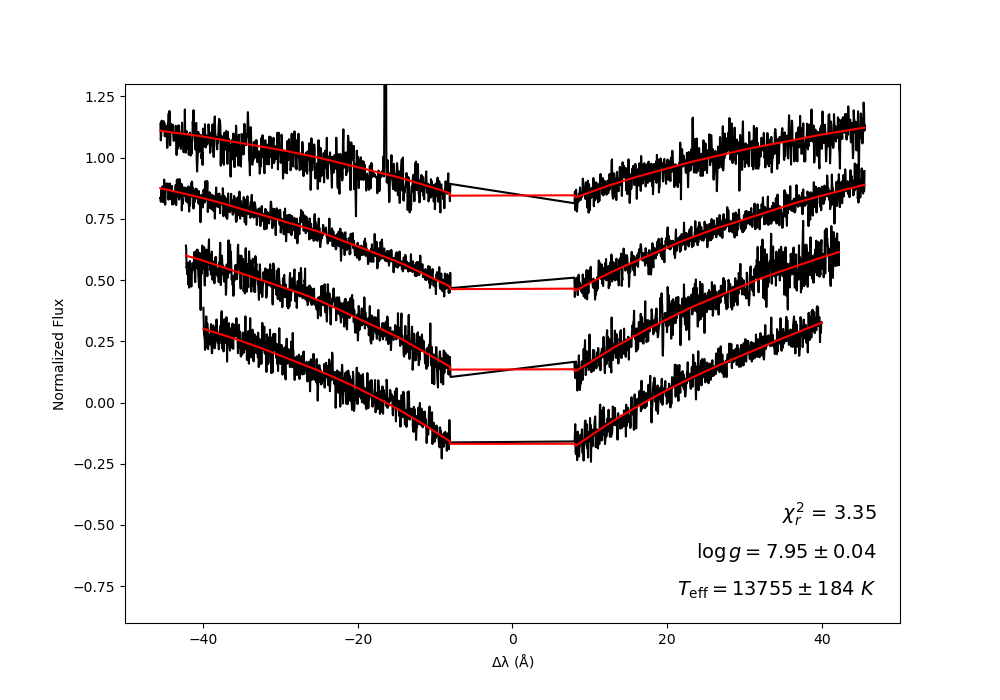 1.25
1.00
0.75
0.50
0.25
0.00
−0.25
−0.50
−0.75
Normalized Flux
χ²ᵣ = 3.35
log g = 7.95 ± 0.04
T_eff = 13755 ± 184 K
−40 −20 0 20 40
Δλ (Å)